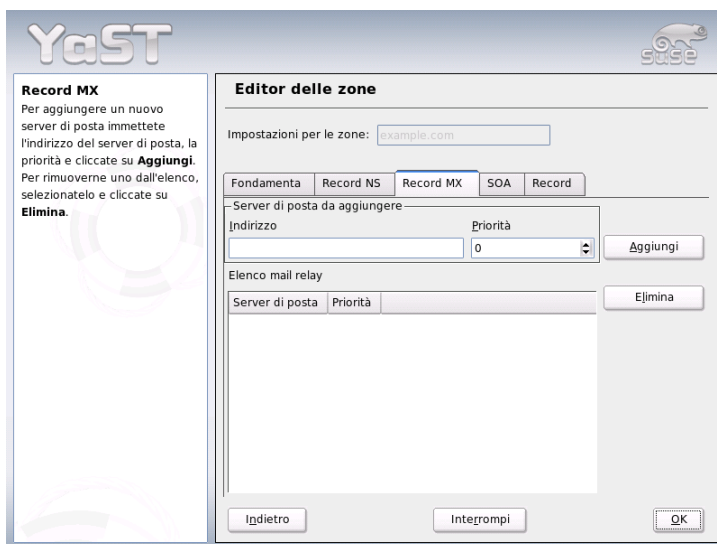 YaST
SUSE
Record MX
Per aggiungere un nuovo
server di posta immettete
l'indirizzo del server di posta, la
priorità e cliccate su Aggiungi.
Per rimuoverne uno dall'elenco,
selezionatelo e cliccate su
Elimina.
Editor delle zone
Impostazioni per le zone: example.com
Fondamenta Record NS Record MX SOA Record
Server di posta da aggiungere
Indirizzo Priorità
0 Aggiungi
Elenco mail relay
Server di posta Priorità Elimina
Indietro Interrompi OK